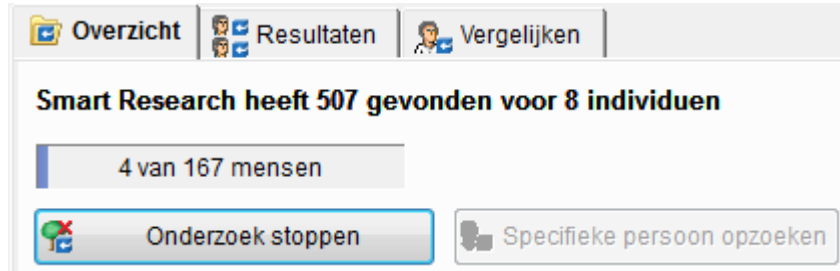 Overzicht Resultaten Vergelijken
Smart Research heeft 507 gevonden voor 8 individuen
4 van 167 mensen
Onderzoek stoppen Specifieke persoon opzoeken